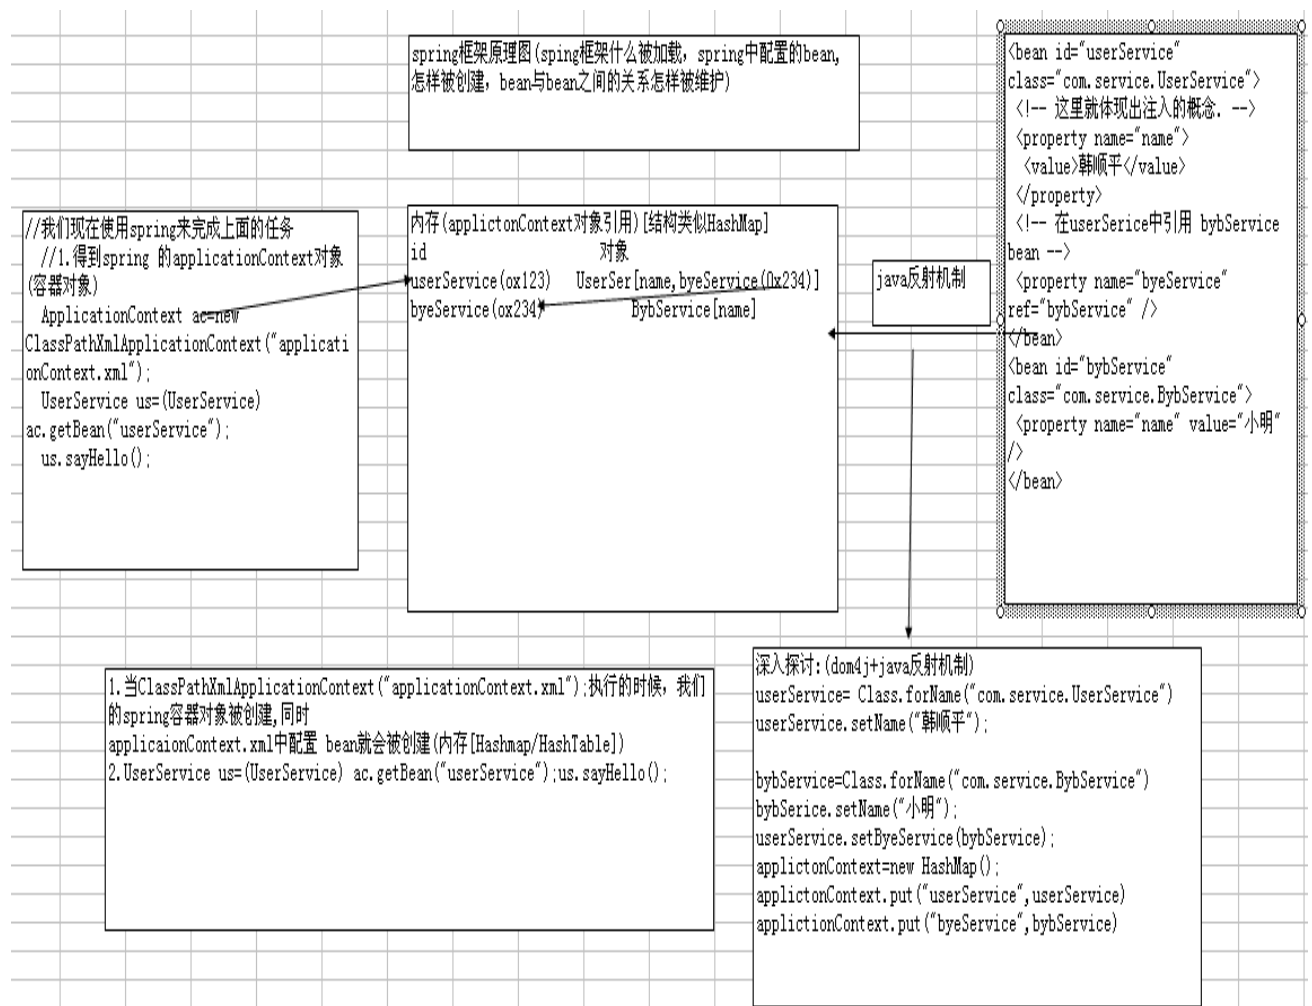 spring框架原理图(sping框架什么被加载，spring中配置的bean,
怎样被创建，bean与bean之间的关系怎样被维护)
//我们现在使用spring来完成上面的任务
//1.得到spring 的applicationContext对象
(容器对象)
ApplicationContext ac=new
ClassPathXmlApplicationContext("applicati
onContext.xml");
UserService us=(UserService)
ac.getBean("userService");
us.sayHello();
内存(applictonContext对象引用)[结构类似HashMap]
id 对象
userService(ox123) UserSer[name,byeService(0x234)]
byeService(ox234) BybService[name]
java反射机制
<bean id="userService"
class="com.service.UserService">
<!-- 这里就体现出注入的概念. -->
<property name="name">
<value>韩顺平</value>
</property>
<!-- 在userSerice中引用 bybService
bean -->
<property name="byeService"
ref="bybService" />
</bean>
<bean id="bybService"
class="com.service.BybService">
<property name="name" value="小明"
/>
</bean>
1.当ClassPathXmlApplicationContext("applicationContext.xml");执行的时候，我们
的spring容器对象被创建,同时
applicaionContext.xml中配置 bean就会被创建(内存[Hashmap/HashTable])
2.UserService us=(UserService) ac.getBean("userService");us.sayHello();
深入探讨:(dom4j+java反射机制)
userService= Class.forName("com.service.UserService")
userService.setName("韩顺平");
bybService=Class.forName("com.service.BybService")
bybSerice.setName("小明");
userService.setByeService(bybService);
applictonContext=new HashMap();
applictonContext.put("userService",userService)
applictionContext.put("byeService",bybService)